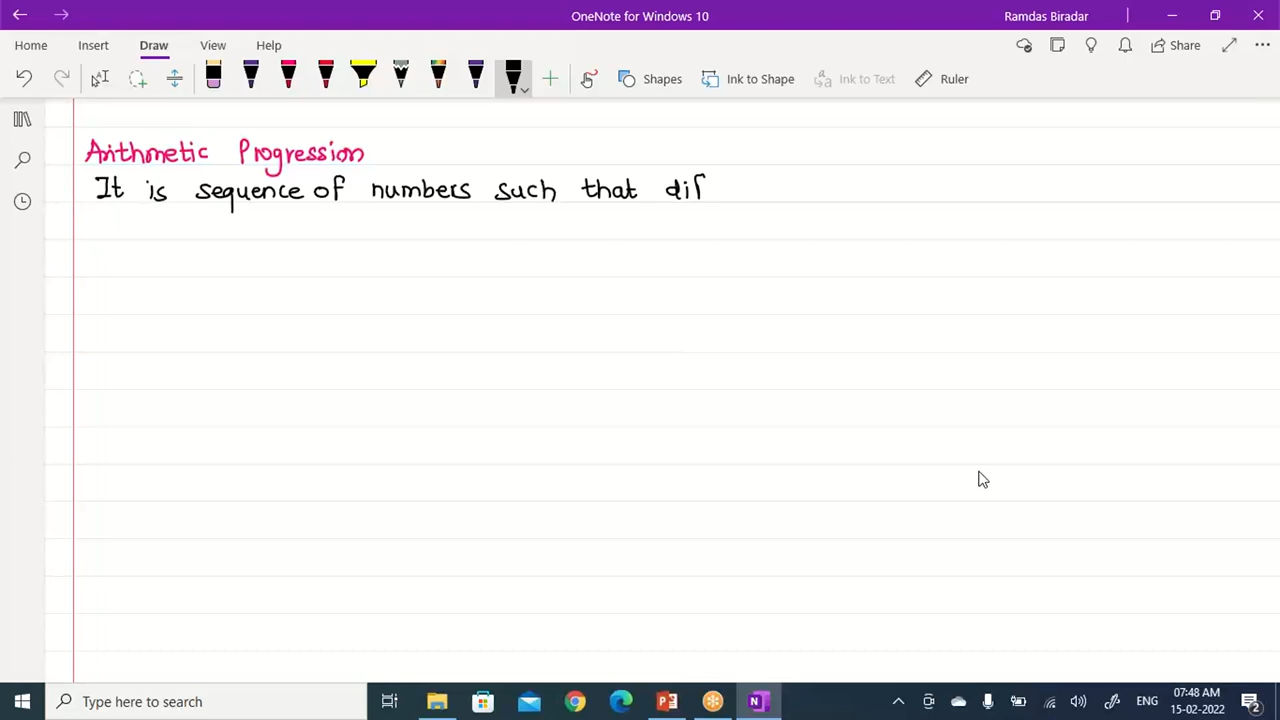 OneNote for Windows 10
Ramdas Biradar
Home Insert Draw View Help
Share
Shapes Ink to Shape Ink to Text Ruler
Arithmetic Progression
It is sequence of numbers such that dif
Type here to search
ENG
07:48 AM
15-02-2022
2